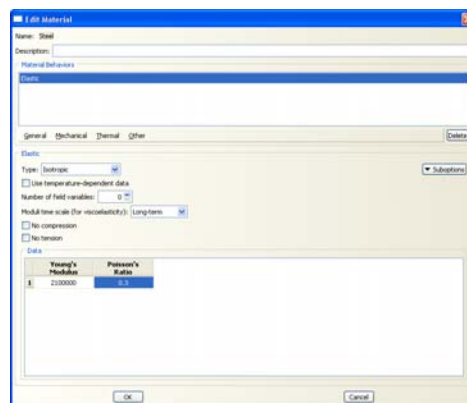 Edit Material
Name: Steel
Description:
Material Behaviors
Elastic
General Mechanical Thermal Other Delete
Elastic
Type: Isotropic Suboptions
Use temperature-dependent data
Number of field variables: 0
Moduli time scale (for viscoelasticity): Long-term
No compression
No tension
Data
Young's Modulus Poisson's Ratio
1 2100000 0.3
OK Cancel